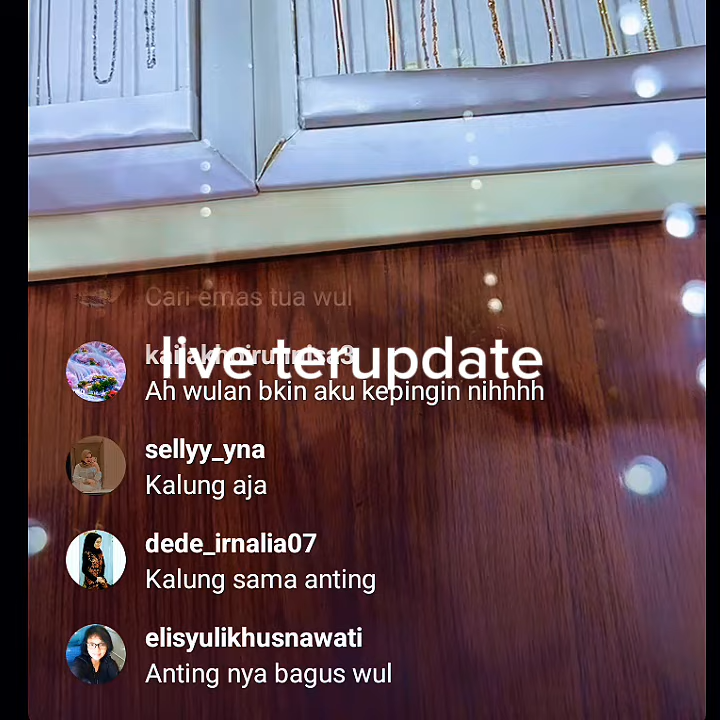 Cari emas tua wul
live terupdate
Ah wulan bkin aku kepingin nihhhh
sellyy_yna
Kalung aja
dede_irnalia07
Kalung sama anting
elisyulikhusnawati
Anting nya bagus wul